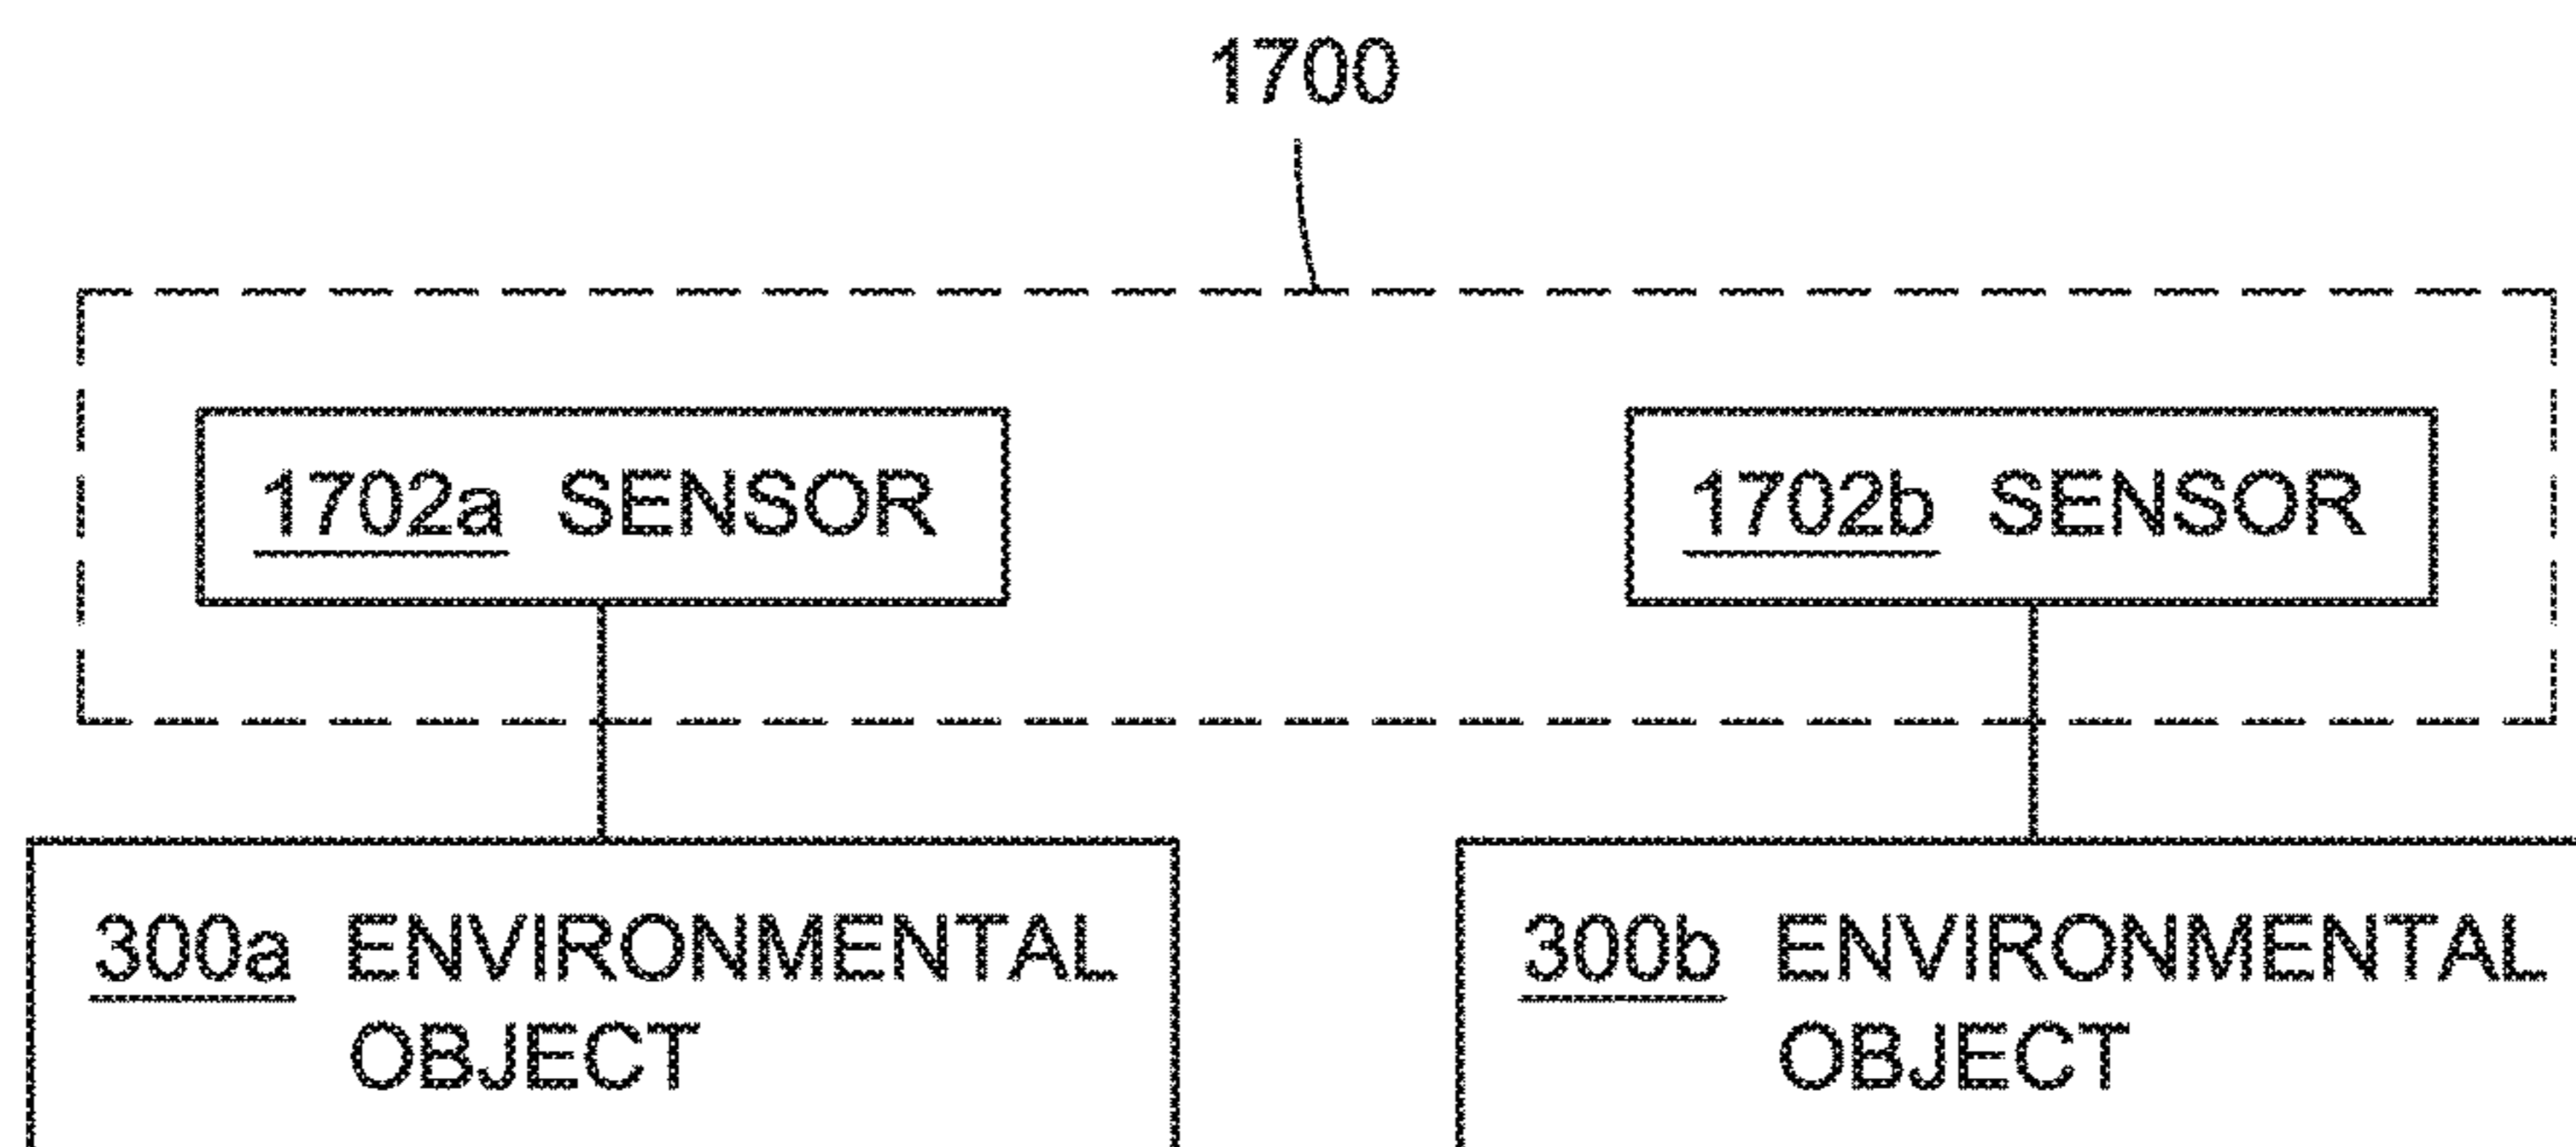 1700
1702a SENSOR
1702b SENSOR
300a ENVIRONMENTAL
OBJECT
300b ENVIRONMENTAL
OBJECT